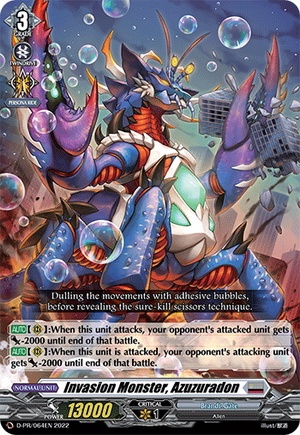 3
GRADE
TWINDRIVE
PERSONA RIDE
Dulling the movements with adhesive bubbles,
before revealing the sure-kill scissors technique.
AUTO [ ]:When this unit attacks, your opponent's attacked unit gets
-2000 until end of that battle.
AUTO [ ]:When this unit is attacked, your opponent's attacking unit
gets -2000 until end of that battle.
NORMAL UNIT
Invasion Monster, Azuzuradon
POWER 13000
CRITICAL
1
Brandt Gate
Alien
D-PR/064EN 2022